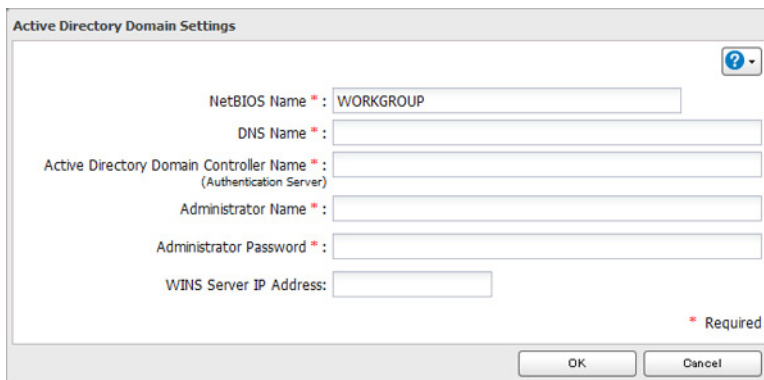 Active Directory Domain Settings
?
NetBIOS Name * : WORKGROUP
DNS Name * :
Active Directory Domain Controller Name * :
(Authentication Server)
Administrator Name * :
Administrator Password * :
WINS Server IP Address:
* Required
OK Cancel